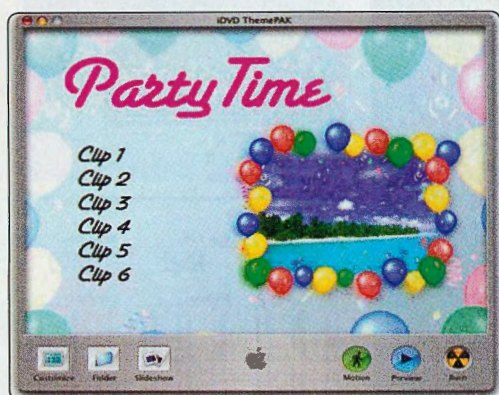 iDVD ThemePAK
Party Time
Clip 1
Clip 2
Clip 3
Clip 4
Clip 5
Clip 6
Customize Folder Slideshow Motion Preview Burn